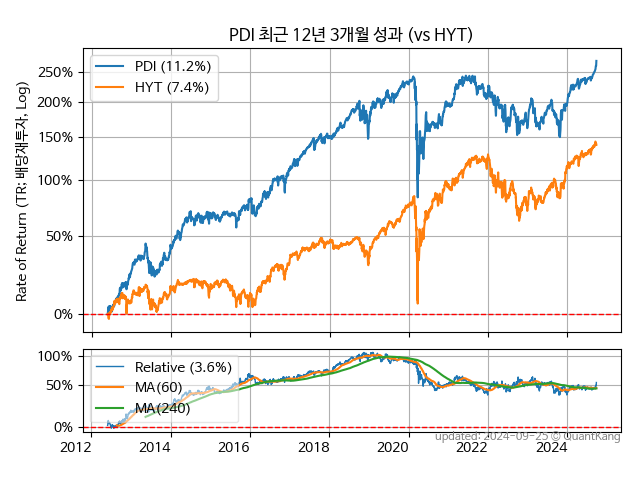 PDI 최근 12년 3개월 성과 (vs HYT)
Rate of Return (TR: 배당재투자, Log)
250%
200%
150%
100%
50%
0%
PDI (11.2%)
HYT (7.4%)
100%
50%
0%
Relative (3.6%)
MA(60)
MA(240)
2012 2014 2016 2018 2020 2022 2024
updated: 2024-09-25 © QuantKang